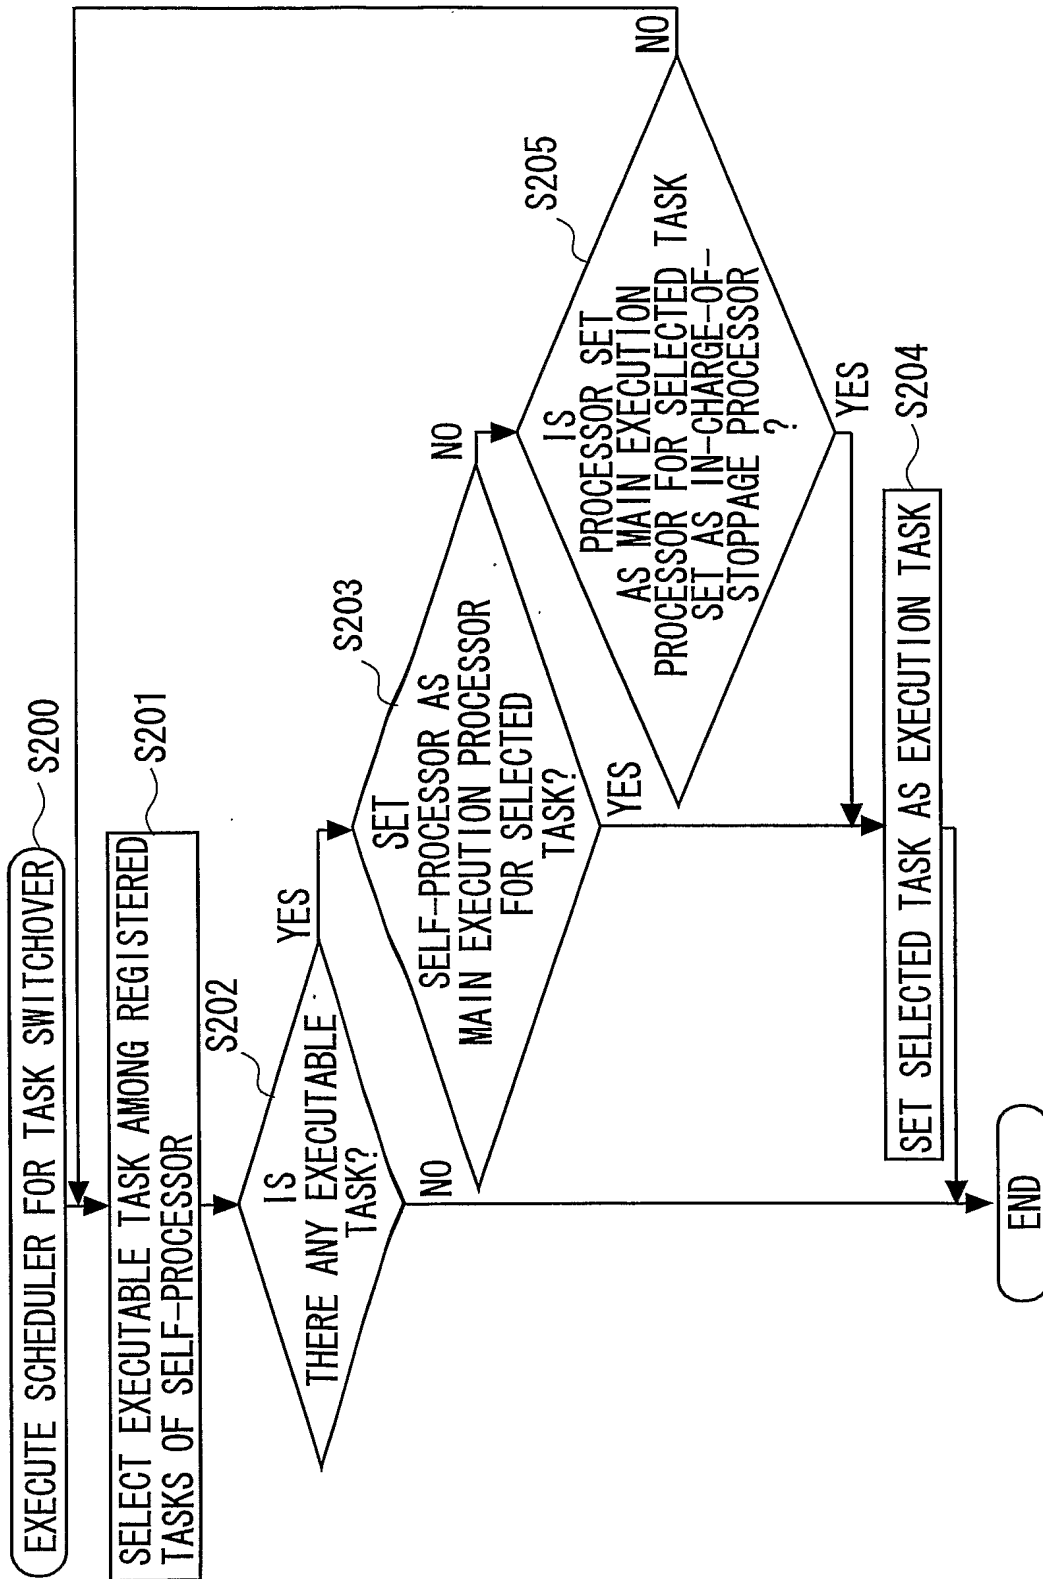 EXECUTE SCHEDULER FOR TASK SWITCHOVER
S200
SELECT EXECUTABLE TASK AMONG REGISTERED
TASKS OF SELF-PROCESSOR
S201
IS
THERE ANY EXECUTABLE
TASK?
S202
YES
NO
SET
SELF-PROCESSOR AS
MAIN EXECUTION PROCESSOR
FOR SELECTED
TASK?
S203
NO
YES
IS
PROCESSOR SET
AS MAIN EXECUTION
PROCESSOR FOR SELECTED TASK
SET AS IN-CHARGE-OF-
STOPPAGE PROCESSOR
?
S205
NO
YES
SET SELECTED TASK AS EXECUTION TASK
S204
END